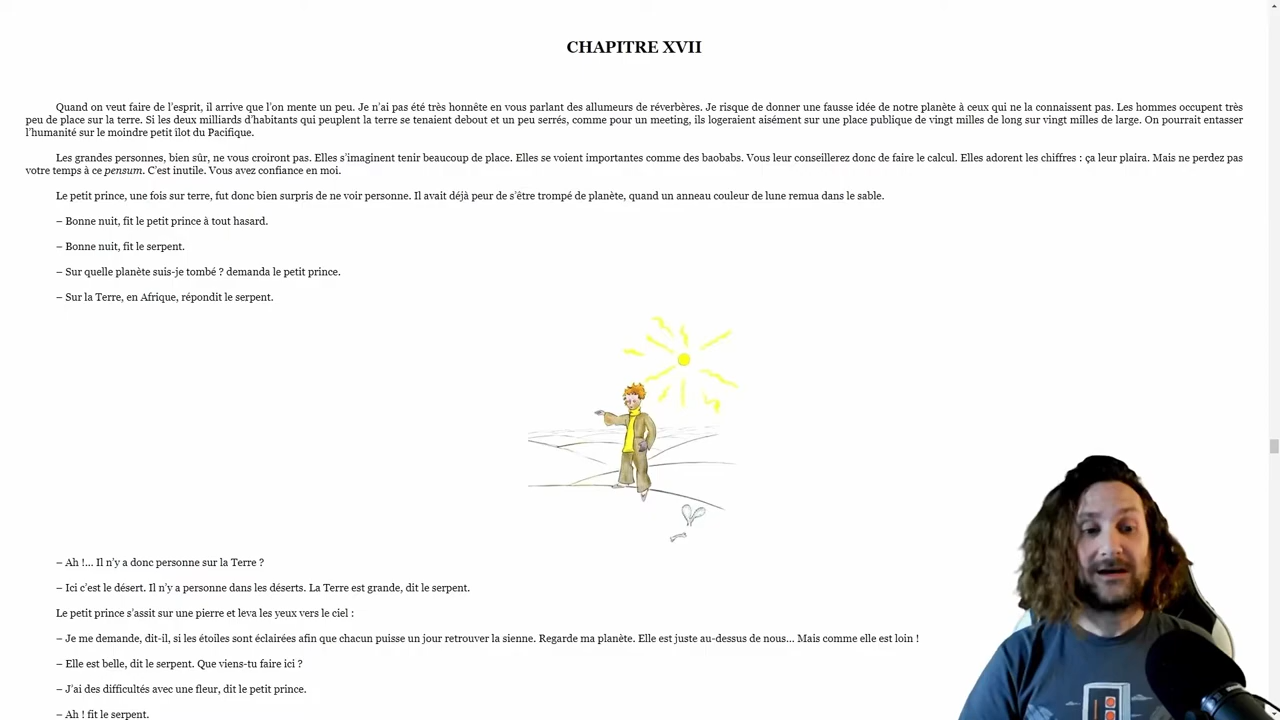 CHAPITRE XVII
Quand on veut faire de l’esprit, il arrive que l’on mente un peu. Je n’ai pas été très honnête en vous parlant des allumeurs de réverbères. Je risque de donner une fausse idée de notre planète à ceux qui ne la connaissent pas. Les hommes occupent très
peu de place sur la terre. Si les deux milliards d’habitants qui peuplent la terre se tenaient debout et un peu serrés, comme pour un meeting, ils logeraient aisément sur une place publique de vingt milles de long sur vingt milles de large. On pourrait entasser
l’humanité sur le moindre petit îlot du Pacifique.
Les grandes personnes, bien sûr, ne vous croiront pas. Elles s’imaginent tenir beaucoup de place. Elles se voient importantes comme des baobabs. Vous leur conseillerez donc de faire le calcul. Elles adorent les chiffres : ça leur plaira. Mais ne perdez pas
votre temps à ce pensum. C’est inutile. Vous avez confiance en moi.
Le petit prince, une fois sur terre, fut donc bien surpris de ne voir personne. Il avait déjà peur de s’être trompé de planète, quand un anneau couleur de lune remua dans le sable.
– Bonne nuit, fit le petit prince à tout hasard.
– Bonne nuit, fit le serpent.
– Sur quelle planète suis-je tombé ? demanda le petit prince.
– Sur la Terre, en Afrique, répondit le serpent.
– Ah !… Il n’y a donc personne sur la Terre ?
– Ici c’est le désert. Il n’y a personne dans les déserts. La Terre est grande, dit le serpent.
Le petit prince s’assit sur une pierre et leva les yeux vers le ciel :
– Je me demande, dit-il, si les étoiles sont éclairées afin que chacun puisse un jour retrouver la sienne. Regarde ma planète. Elle est juste au-dessus de nous… Mais comme elle est loin !
– Elle est belle, dit le serpent. Que viens-tu faire ici ?
– J’ai des difficultés avec une fleur, dit le petit prince.
– Ah ! fit le serpent.